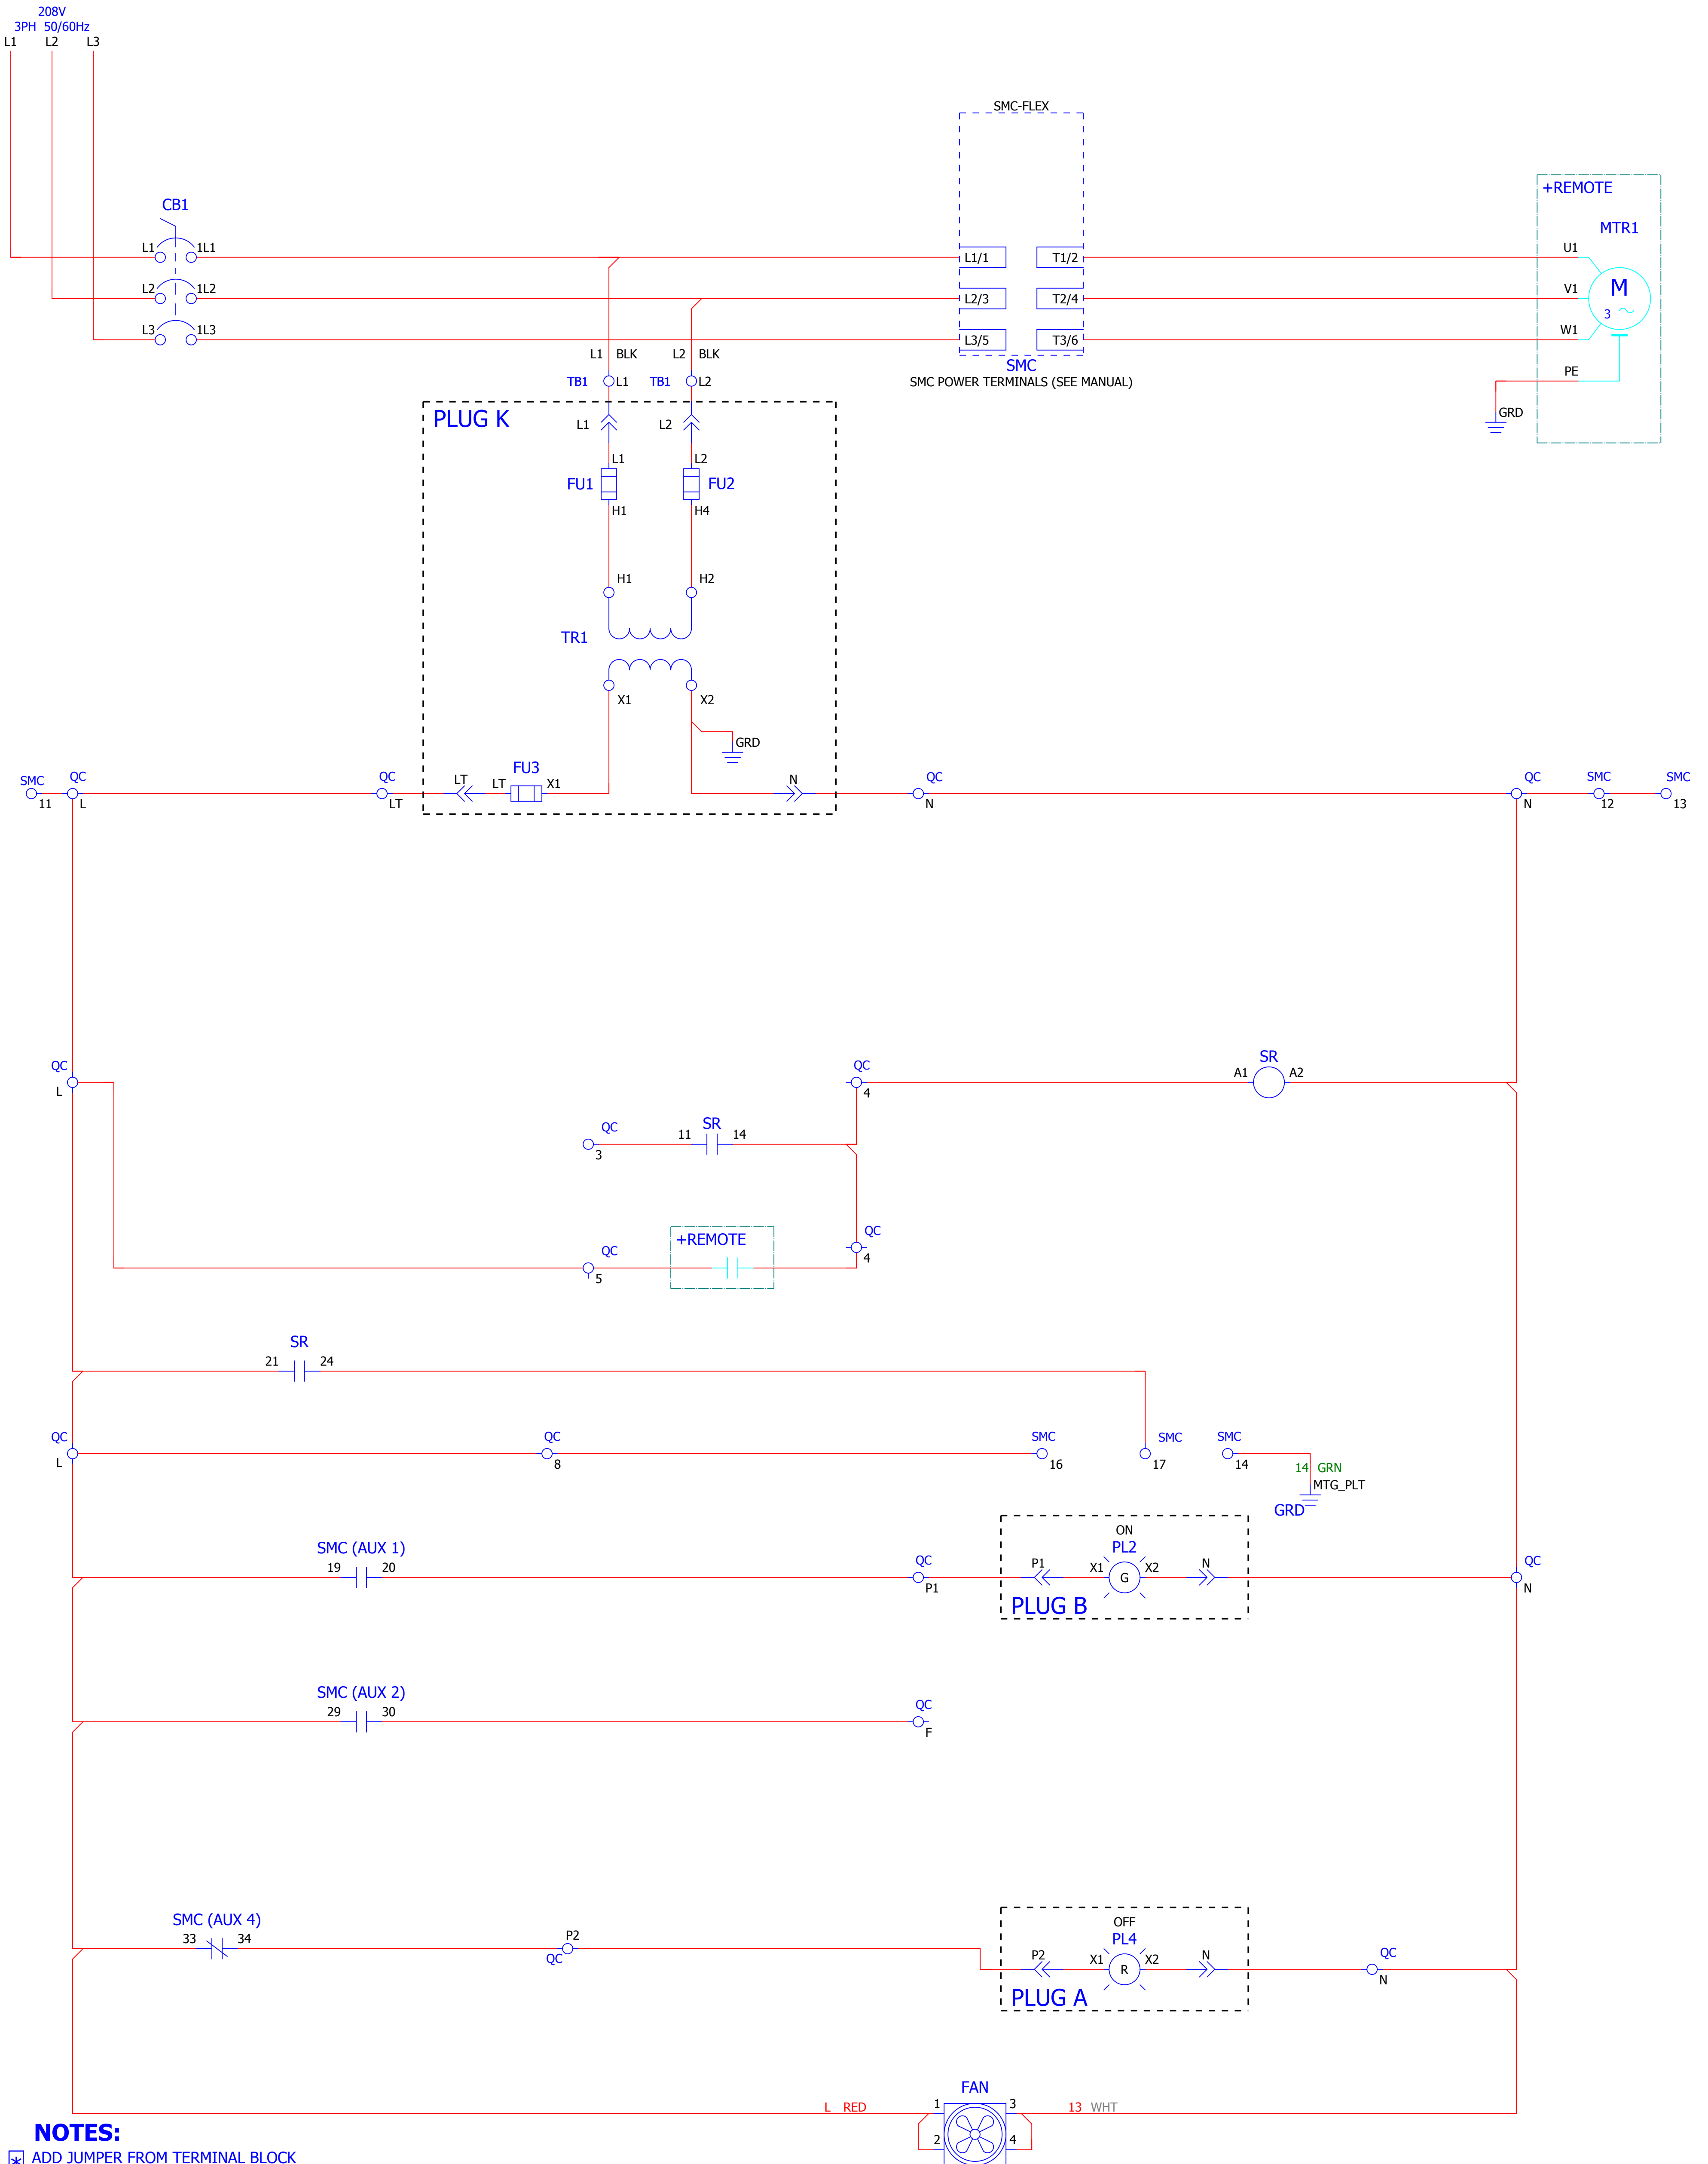 208V
3PH 50/60Hz
L1 L2 L3
SMC-FLEX
+REMOTE
MTR1
CB1
L1 1L1
L1/1 T1/2
U1
L2 1L2
L2/3 T2/4
V1
M
3
L3 1L3
L3/5 T3/6
W1
L1 BLK L2 BLK
SMC
SMC POWER TERMINALS (SEE MANUAL)
PE
TB1 L1 TB1 L2
GRD
PLUG K
L1 L2
L1 L2
FU1 FU2
H1 H4
H1 H2
TR1
X1 X2
GRD
SMC QC QC LT LT FU3 X1 N QC QC SMC SMC
11 L LT N N 12 13
QC QC SR
L 4 A1 A2
QC SR
3 11 14
QC +REMOTE QC
5 4
SR
21 24
QC QC SMC SMC SMC
L 8 16 17 14
14 GRN
MTG_PLT
GRD
ON
SMC (AUX 1) PL2
19 20 QC P1 X1 G X2 N QC
P1 N
PLUG B
SMC (AUX 2)
29 30 QC
F
OFF
SMC (AUX 4) PL4
33 34 P2 QC P2 X1 R X2 N QC
N
PLUG A
FAN
L RED 1 3 13 WHT
2 4
NOTES:
* ADD JUMPER FROM TERMINAL BLOCK